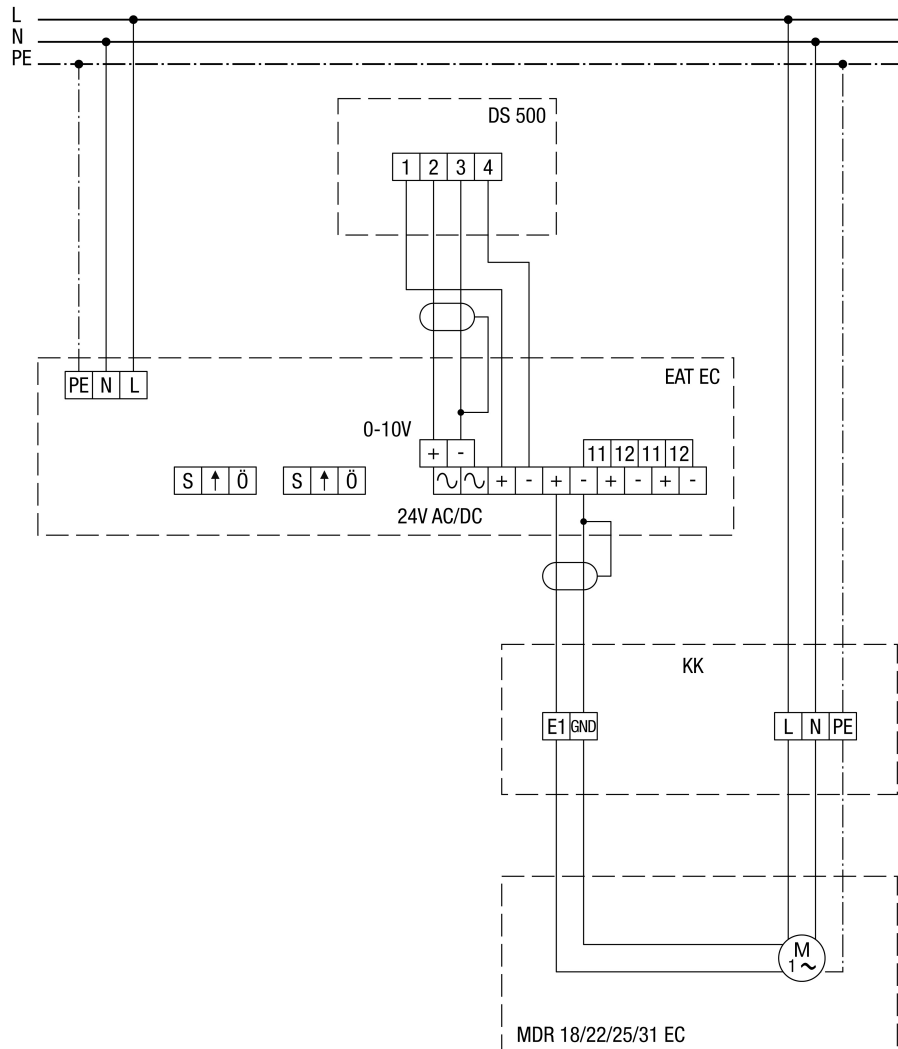 L
N
PE
DS 500
1 2 3 4
EAT EC
PE N L
0-10V
+ -
11 12 11 12
S ↑ Ö S ↑ Ö
∿ ∿ + - + - + - + -
24V AC/DC
KK
E1 GND
L N PE
M
1~
MDR 18/22/25/31 EC